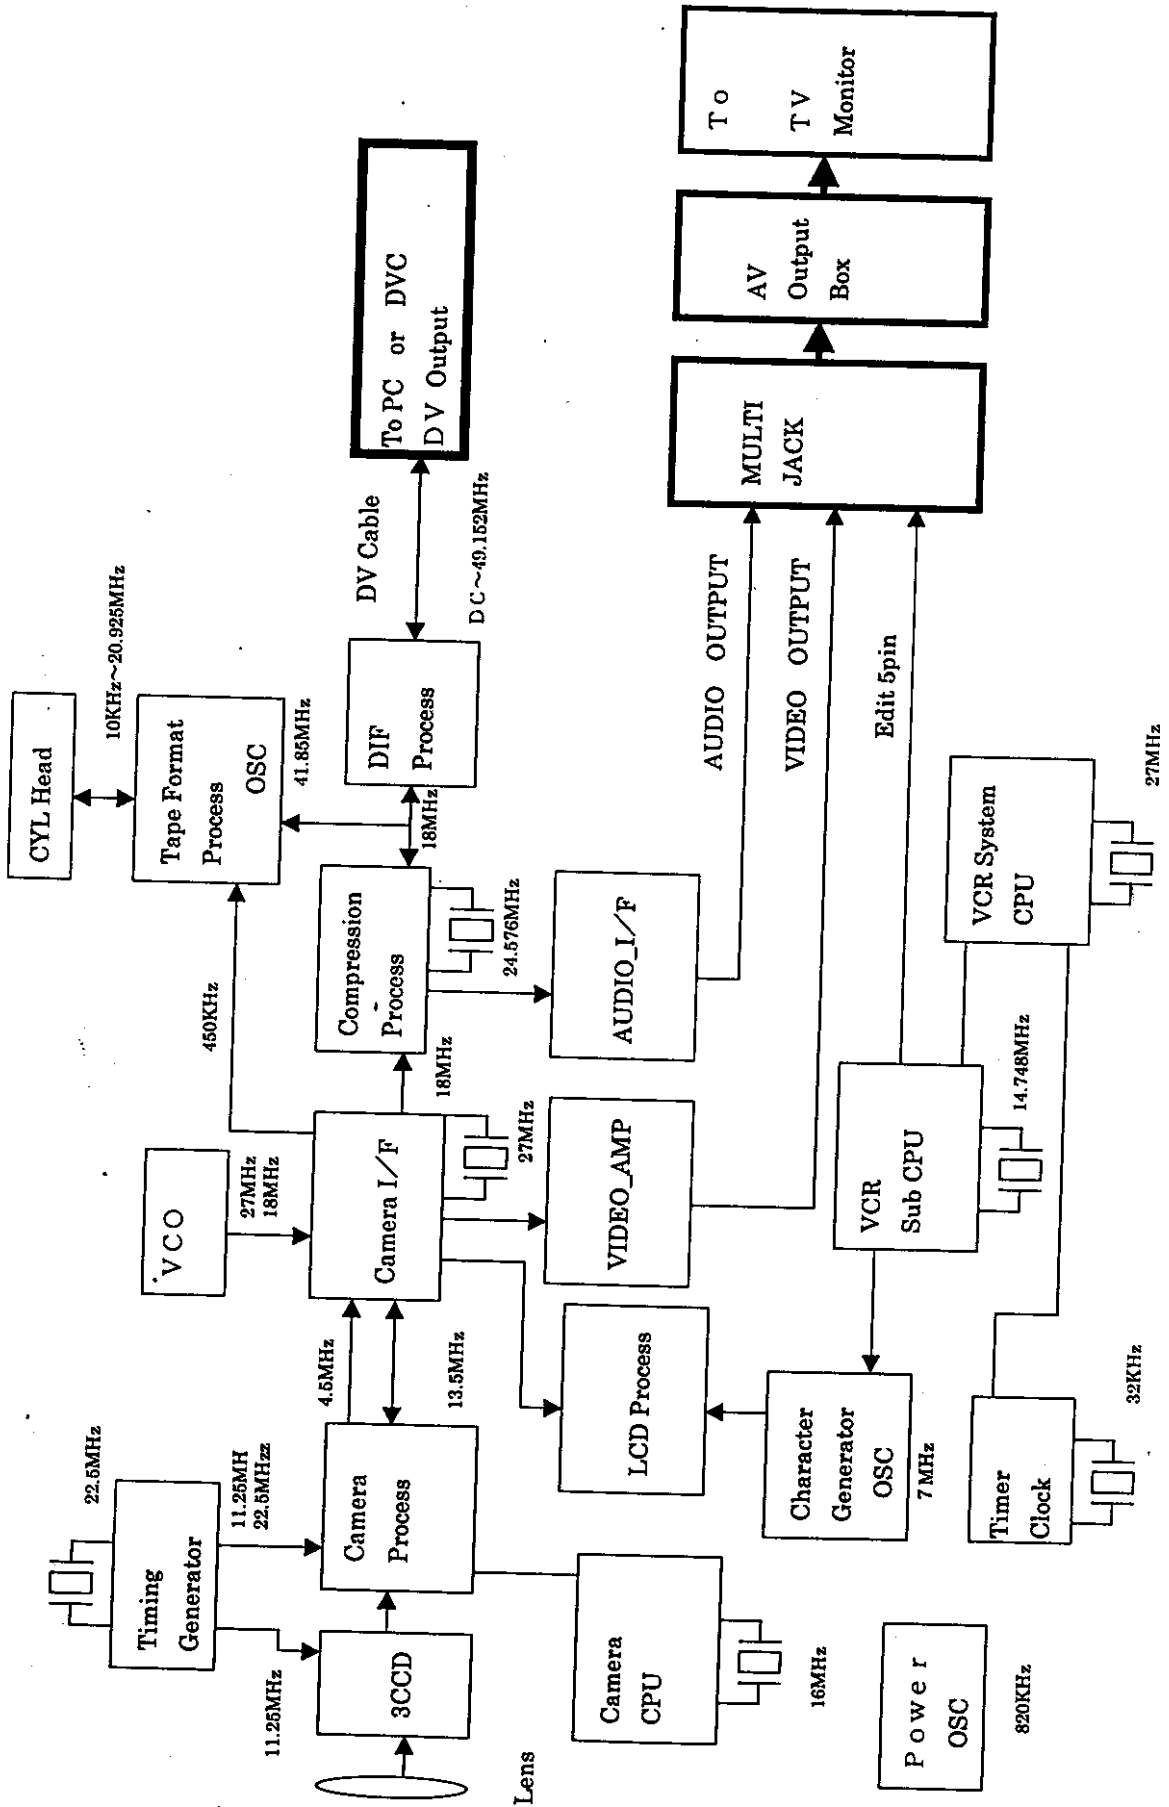 CYL Head
10KHz～20.925MHz
Tape Format
Process
OSC
41.85MHz
450KHz
VCO
27MHz
18MHz
22.5MHz
Timing
Generator
11.25MH
22.5MHzz
11.25MHz
Lens
3CCD
Camera
Process
4.5MHz
13.5MHz
Camera I/F
27MHz
18MHz
Compression
Process
24.576MHz
18MHz
DIF
Process
DV Cable
DC～49.152MHz
To PC or DVC
DV Output
Camera
CPU
16MHz
LCD Process
VIDEO_AMP
AUDIO_I/F
AUDIO OUTPUT
VIDEO OUTPUT
Edit 5pin
MULTI
JACK
AV
Output
Box
To
TV
Monitor
Character
Generator
OSC
7MHz
VCR
Sub CPU
14.748MHz
VCR System
CPU
27MHz
Timer
Clock
32KHz
Power
OSC
820KHz